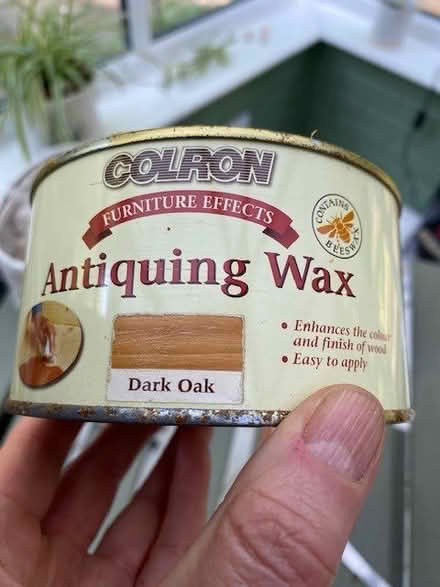 COLRON
FURNITURE EFFECTS
CONTAINS
BEESWAX
Antiquing Wax
• Enhances the colour
and finish of wood
• Easy to apply
Dark Oak